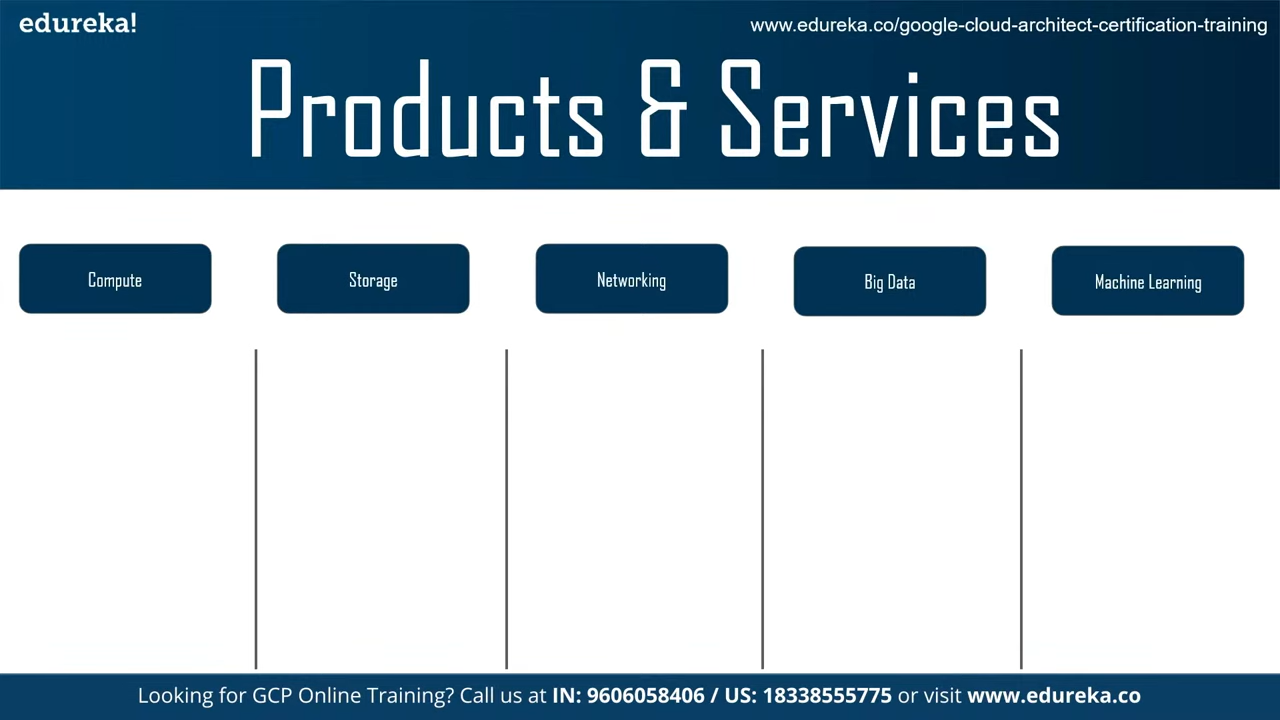 edureka!
www.edureka.co/google-cloud-architect-certification-training
Products & Services
Compute
Storage
Networking
Big Data
Machine Learning
Looking for GCP Online Training? Call us at IN: 9606058406 / US: 18338555775 or visit www.edureka.co